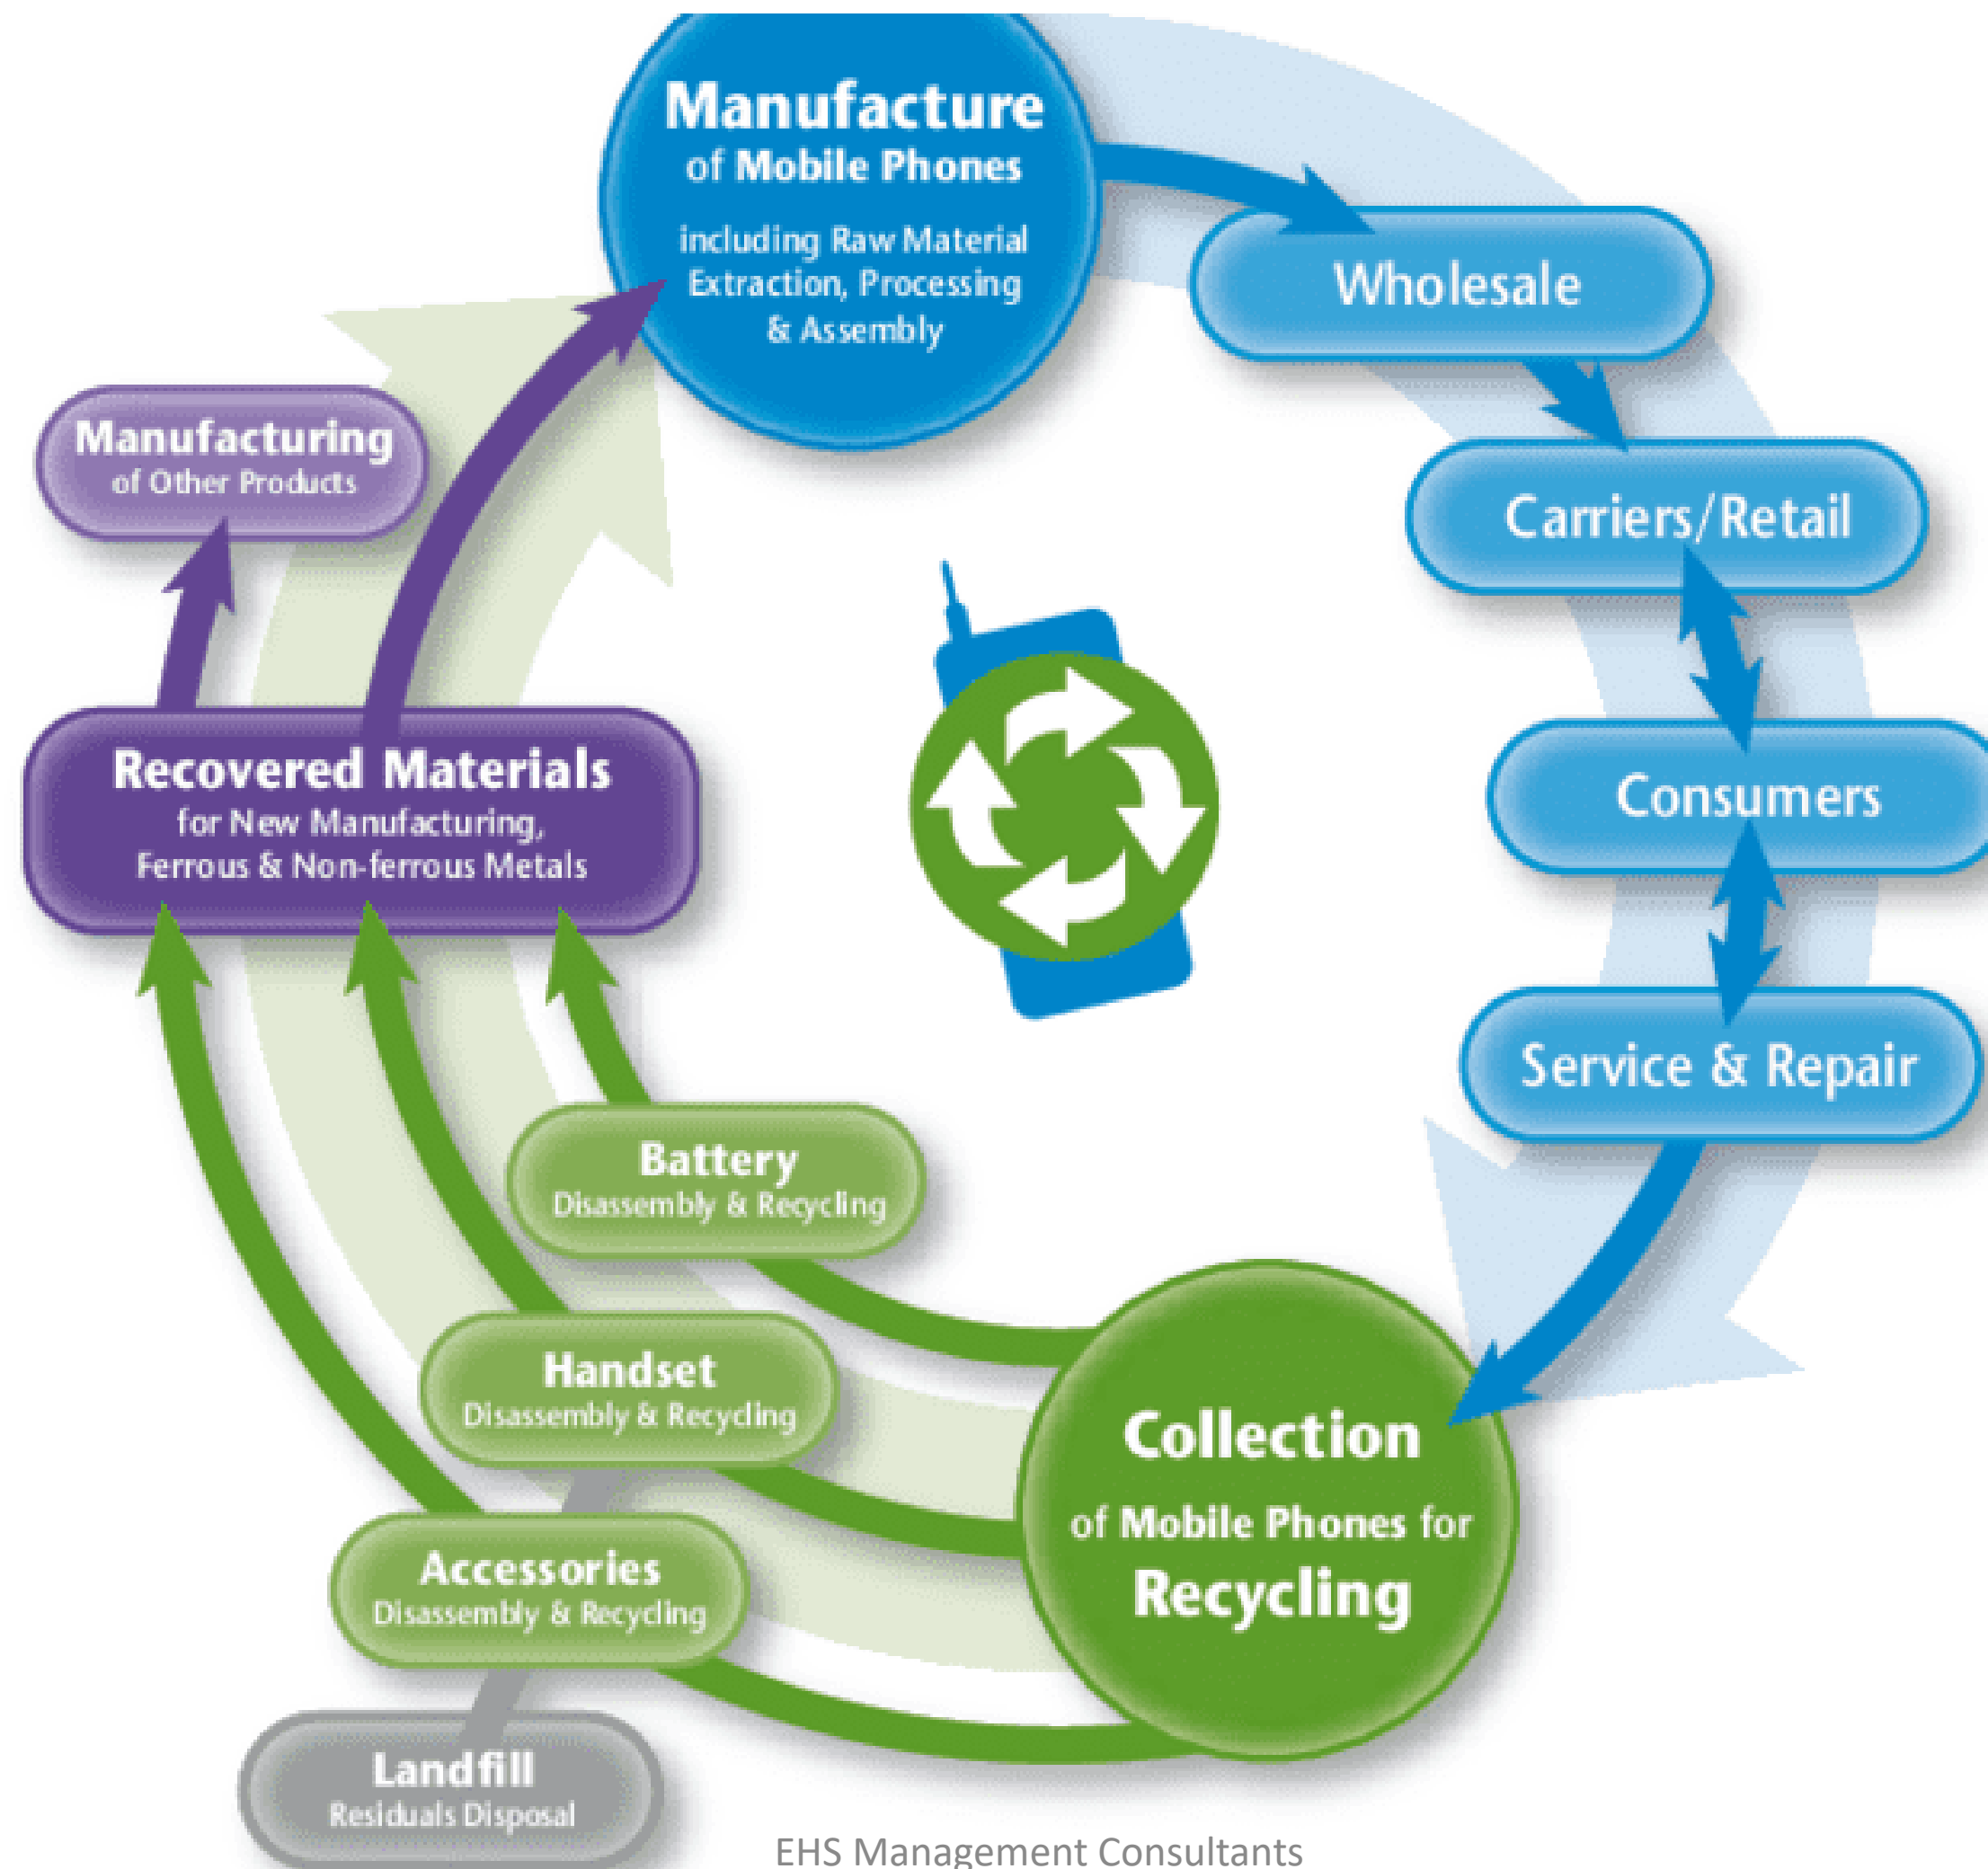 Manufacture
of Mobile Phones
including Raw Material
Extraction, Processing
& Assembly
Wholesale
Carriers/Retail
Consumers
Service & Repair
Collection
of Mobile Phones for
Recycling
Battery
Disassembly & Recycling
Handset
Disassembly & Recycling
Accessories
Disassembly & Recycling
Landfill
Residuals Disposal
Recovered Materials
for New Manufacturing,
Ferrous & Non-ferrous Metals
Manufacturing
of Other Products
EHS Management Consultants